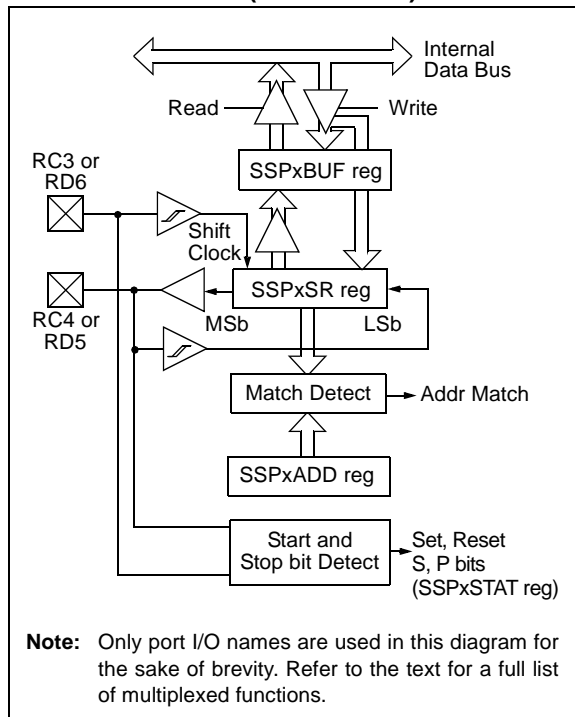 Internal
Data Bus
Read
Write
SSPxBUF reg
RC3 or
RD6
Shift
Clock
SSPxSR reg
MSb
LSb
RC4 or
RD5
Match Detect
Addr Match
SSPxADD reg
Start and
Stop bit Detect
Set, Reset
S, P bits
(SSPxSTAT reg)
Note: Only port I/O names are used in this diagram for
the sake of brevity. Refer to the text for a full list
of multiplexed functions.